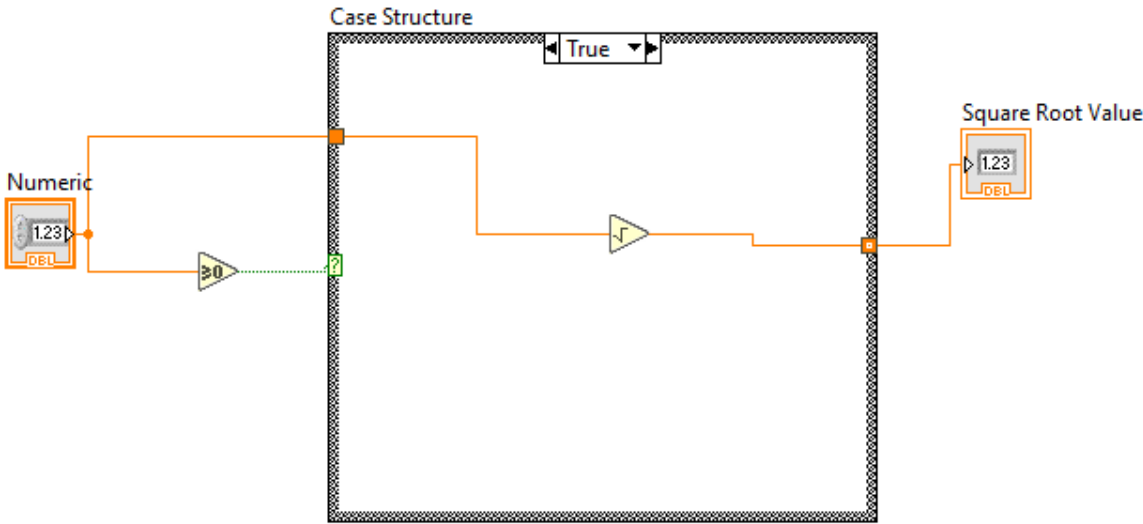 Case Structure
True
Square Root Value
1.23
DBL
Numeric
1.23
DBL
≥0
?
√